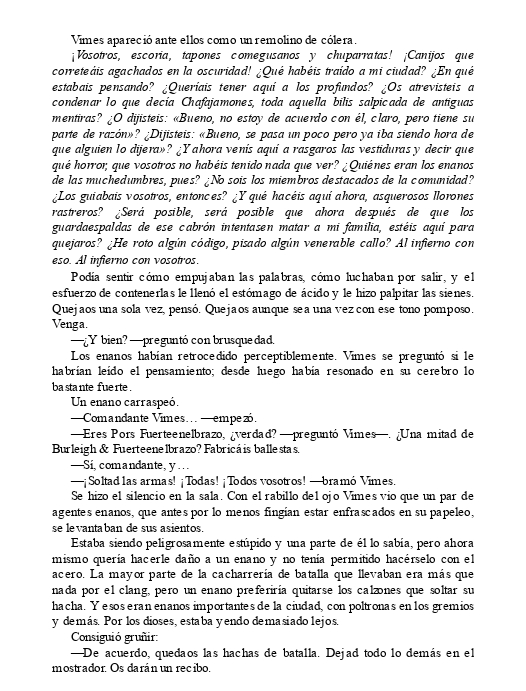 Vimes apareció ante ellos como un remolino de cólera.
¡Vosotros, escoria, tapones comegusanos y chuparratas! ¡Canijos que
correteáis agachados en la oscuridad! ¿Qué habéis traído a mi ciudad? ¿En qué
estabais pensando? ¿Queríais tener aquí a los profundos? ¿Os atrevisteis a
condenar lo que decía Chafajamones, toda aquella bilis salpicada de antiguas
mentiras? ¿O dijisteis: «Bueno, no estoy de acuerdo con él, claro, pero tiene su
parte de razón»? ¿Dijisteis: «Bueno, se pasa un poco pero ya iba siendo hora de
que alguien lo dijera»? ¿Y ahora venís aquí a rasgaros las vestiduras y decir que
qué horror, que vosotros no habéis tenido nada que ver? ¿Quiénes eran los enanos
de las muchedumbres, pues? ¿No sois los miembros destacados de la comunidad?
¿Los guiabais vosotros, entonces? ¿Y qué hacéis aquí ahora, asquerosos llorones
rastreros? ¿Será posible, será posible que ahora después de que los
guardaespaldas de ese cabrón intentasen matar a mi familia, estéis aquí para
quejaros? ¿He roto algún código, pisado algún venerable callo? Al infierno con
eso. Al infierno con vosotros.
Podía sentir cómo empujaban las palabras, cómo luchaban por salir, y el
esfuerzo de contenerlas le llenó el estómago de ácido y le hizo palpitar las sienes.
Quejaos una sola vez, pensó. Quejaos aunque sea una vez con ese tono pomposo.
Venga.
—¿Y bien? —preguntó con brusquedad.
Los enanos habían retrocedido perceptiblemente. Vimes se preguntó si le
habrían leído el pensamiento; desde luego había resonado en su cerebro lo
bastante fuerte.
Un enano carraspeó.
—Comandante Vimes… —empezó.
—Eres Pors Fuerteenelbrazo, ¿verdad? —preguntó Vimes—. ¿Una mitad de
Burleigh & Fuerteenelbrazo? Fabricáis ballestas.
—Sí, comandante, y…
—¡Soltad las armas! ¡Todas! ¡Todos vosotros! —bramó Vimes.
Se hizo el silencio en la sala. Con el rabillo del ojo Vimes vio que un par de
agentes enanos, que antes por lo menos fingían estar enfrascados en su papeleo,
se levantaban de sus asientos.
Estaba siendo peligrosamente estúpido y una parte de él lo sabía, pero ahora
mismo quería hacerle daño a un enano y no tenía permitido hacérselo con el
acero. La mayor parte de la cacharrería de batalla que llevaban era más que
nada por el clang, pero un enano preferiría quitarse los calzones que soltar su
hacha. Y esos eran enanos importantes de la ciudad, con poltronas en los gremios
y demás. Por los dioses, estaba yendo demasiado lejos.
Consiguió gruñir:
—De acuerdo, quedaos las hachas de batalla. Dejad todo lo demás en el
mostrador. Os darán un recibo.